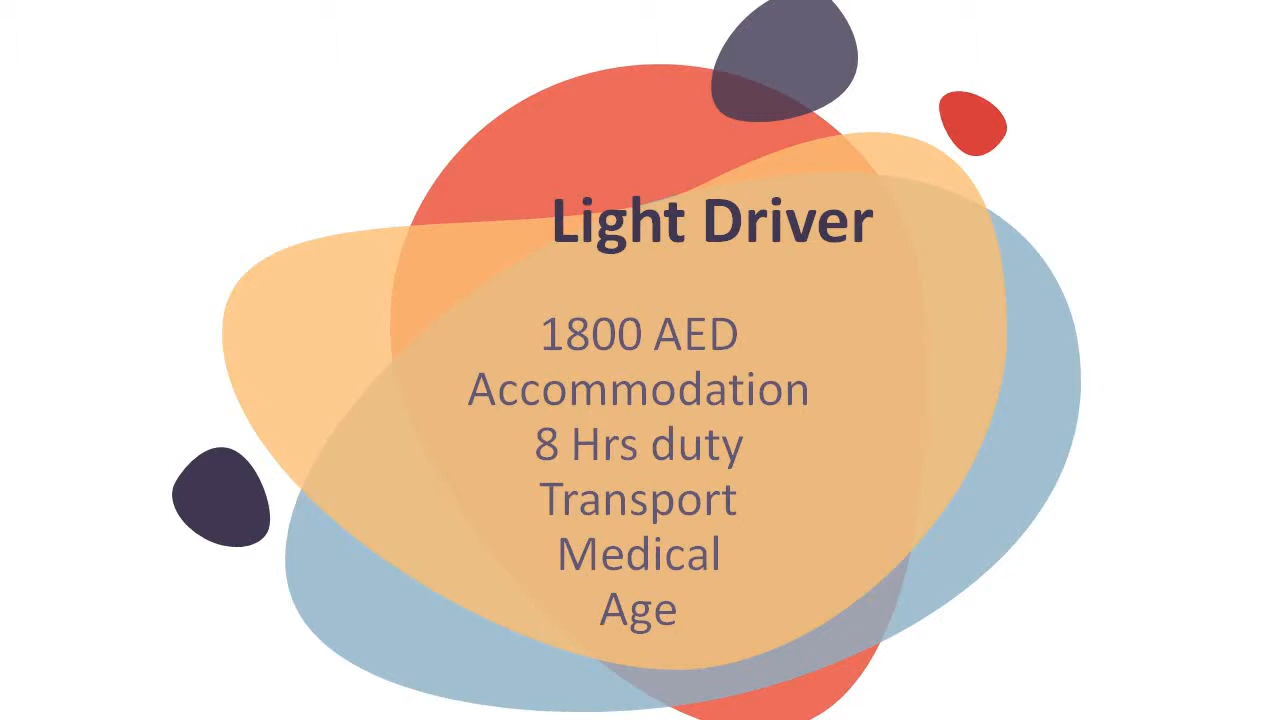 Light Driver
1800 AED
Accommodation
8 Hrs duty
Transport
Medical
Age